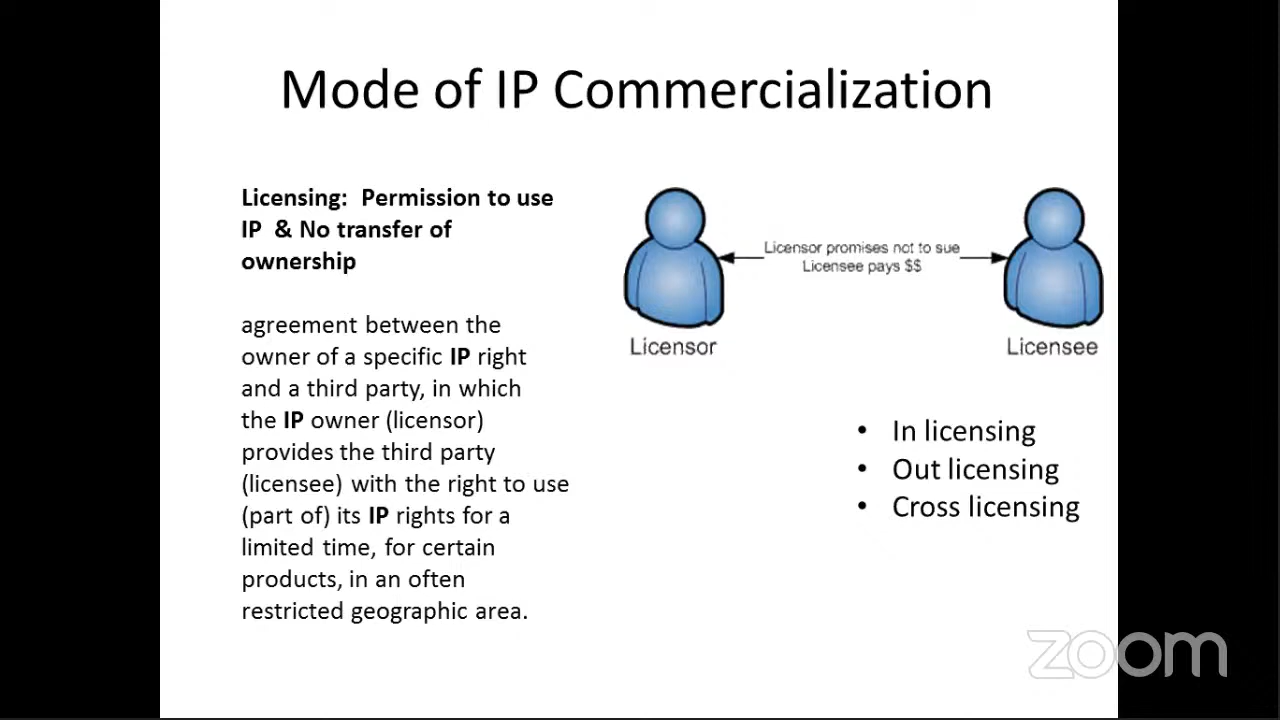 Mode of IP Commercialization
Licensing:  Permission to use
IP  & No transfer of
ownership
agreement between the
owner of a specific IP right
and a third party, in which
the IP owner (licensor)
provides the third party
(licensee) with the right to use
(part of) its IP rights for a
limited time, for certain
products, in an often
restricted geographic area.
Licensor promises not to sue
Licensee pays $$
Licensor
Licensee
• In licensing
• Out licensing
• Cross licensing
zoom